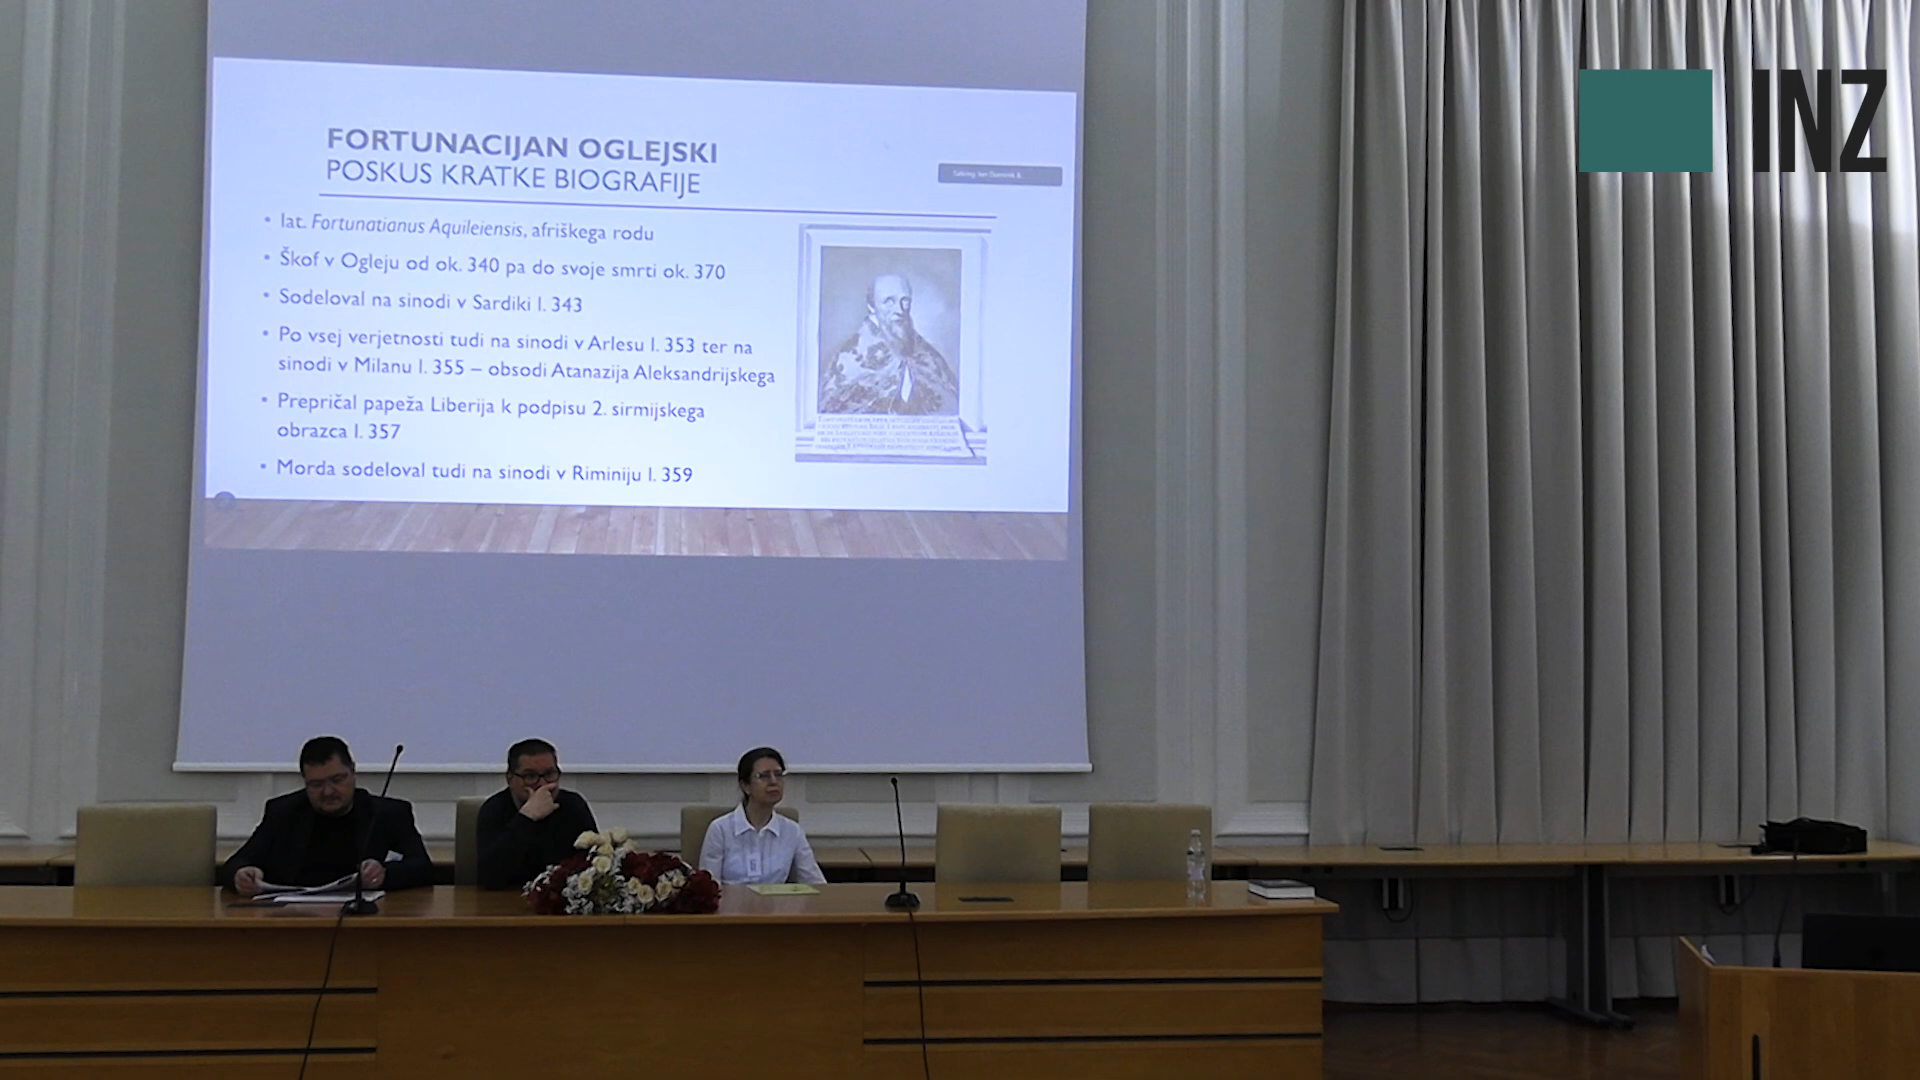 INZ
FORTUNACIJAN OGLEJSKI
POSKUS KRATKE BIOGRAFIJE
Talking: Jan Dominik B.
• lat. Fortunatianus Aquileiensis, afriškega rodu
• Škof v Ogleju od ok. 340 pa do svoje smrti ok. 370
• Sodeloval na sinodi v Sardiki l. 343
• Po vsej verjetnosti tudi na sinodi v Arlesu l. 353 ter na
sinodi v Milanu l. 355 – obsodi Atanazija Aleksandrijskega
• Prepričal papeža Liberija k podpisu 2. sirmijskega
obrazca l. 357
• Morda sodeloval tudi na sinodi v Riminiju l. 359